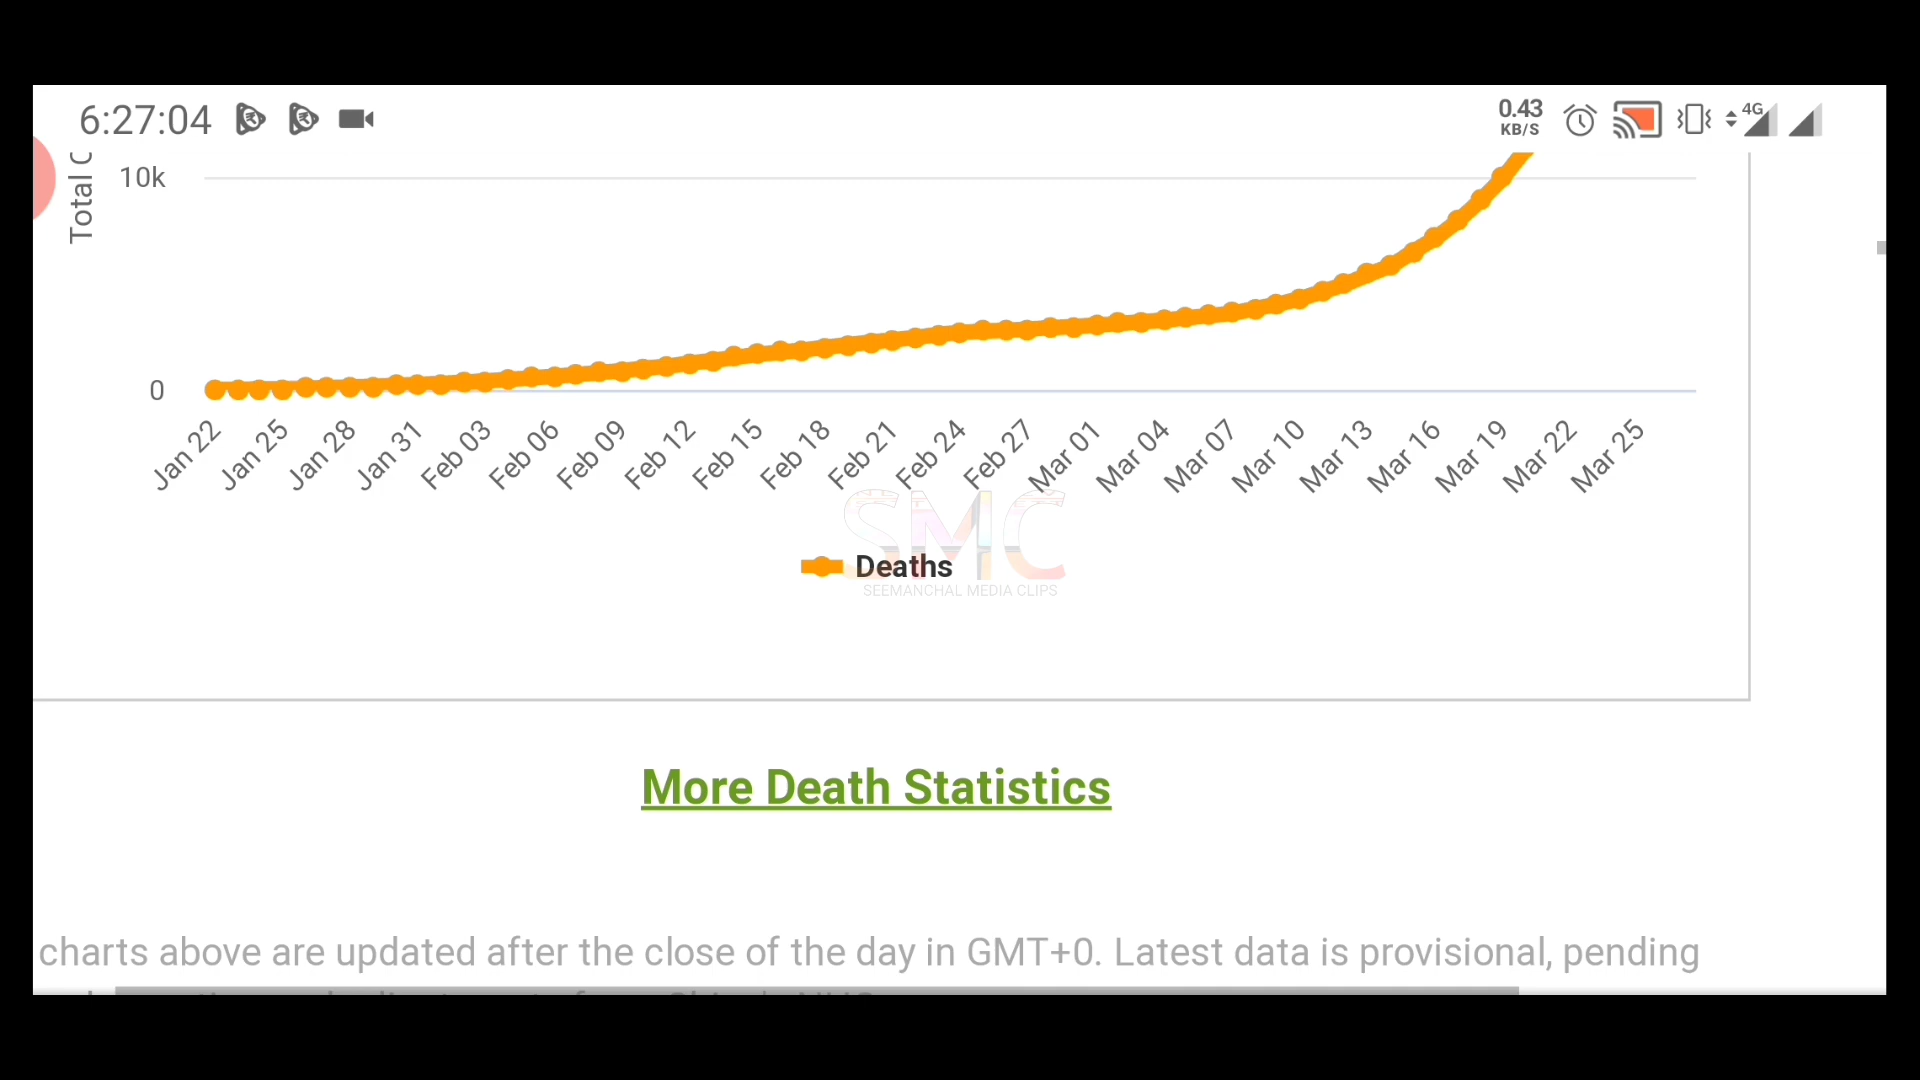 6:27:04
0.43
KB/S
4G
10k
0
Jan 22
Jan 25
Jan 28
Jan 31
Feb 03
Feb 06
Feb 09
Feb 12
Feb 15
Feb 18
Feb 21
Feb 24
Feb 27
Mar 01
Mar 04
Mar 07
Mar 10
Mar 13
Mar 16
Mar 19
Mar 22
Mar 25
Total
SMC
Deaths
SEEMANCHAL MEDIA CLIPS
More Death Statistics
charts above are updated after the close of the day in GMT+0. Latest data is provisional, pending